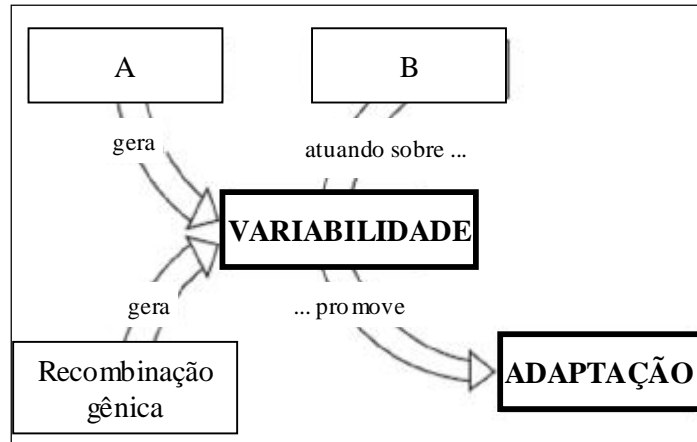 A
B
gera
atuando sobre ...
VARIABILIDADE
gera
... promove
Recombinação
gênica
ADAPTAÇÃO